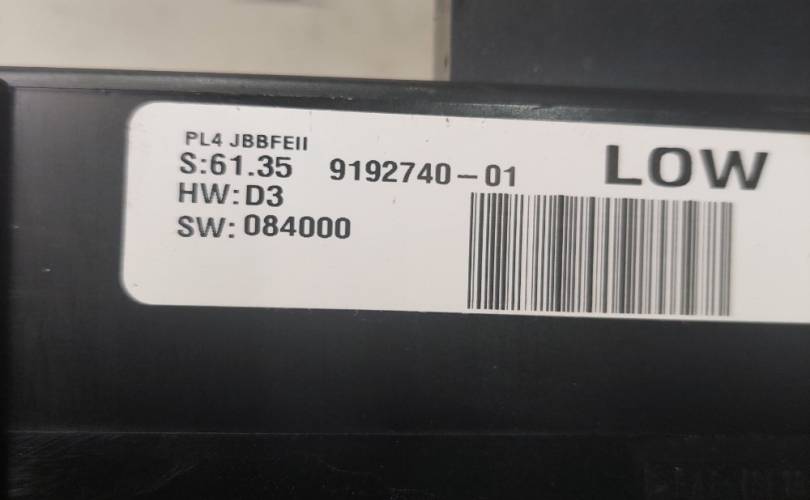 PL4 JBBFEII
S:61.35 9192740-01 LOW
HW:D3
SW:084000